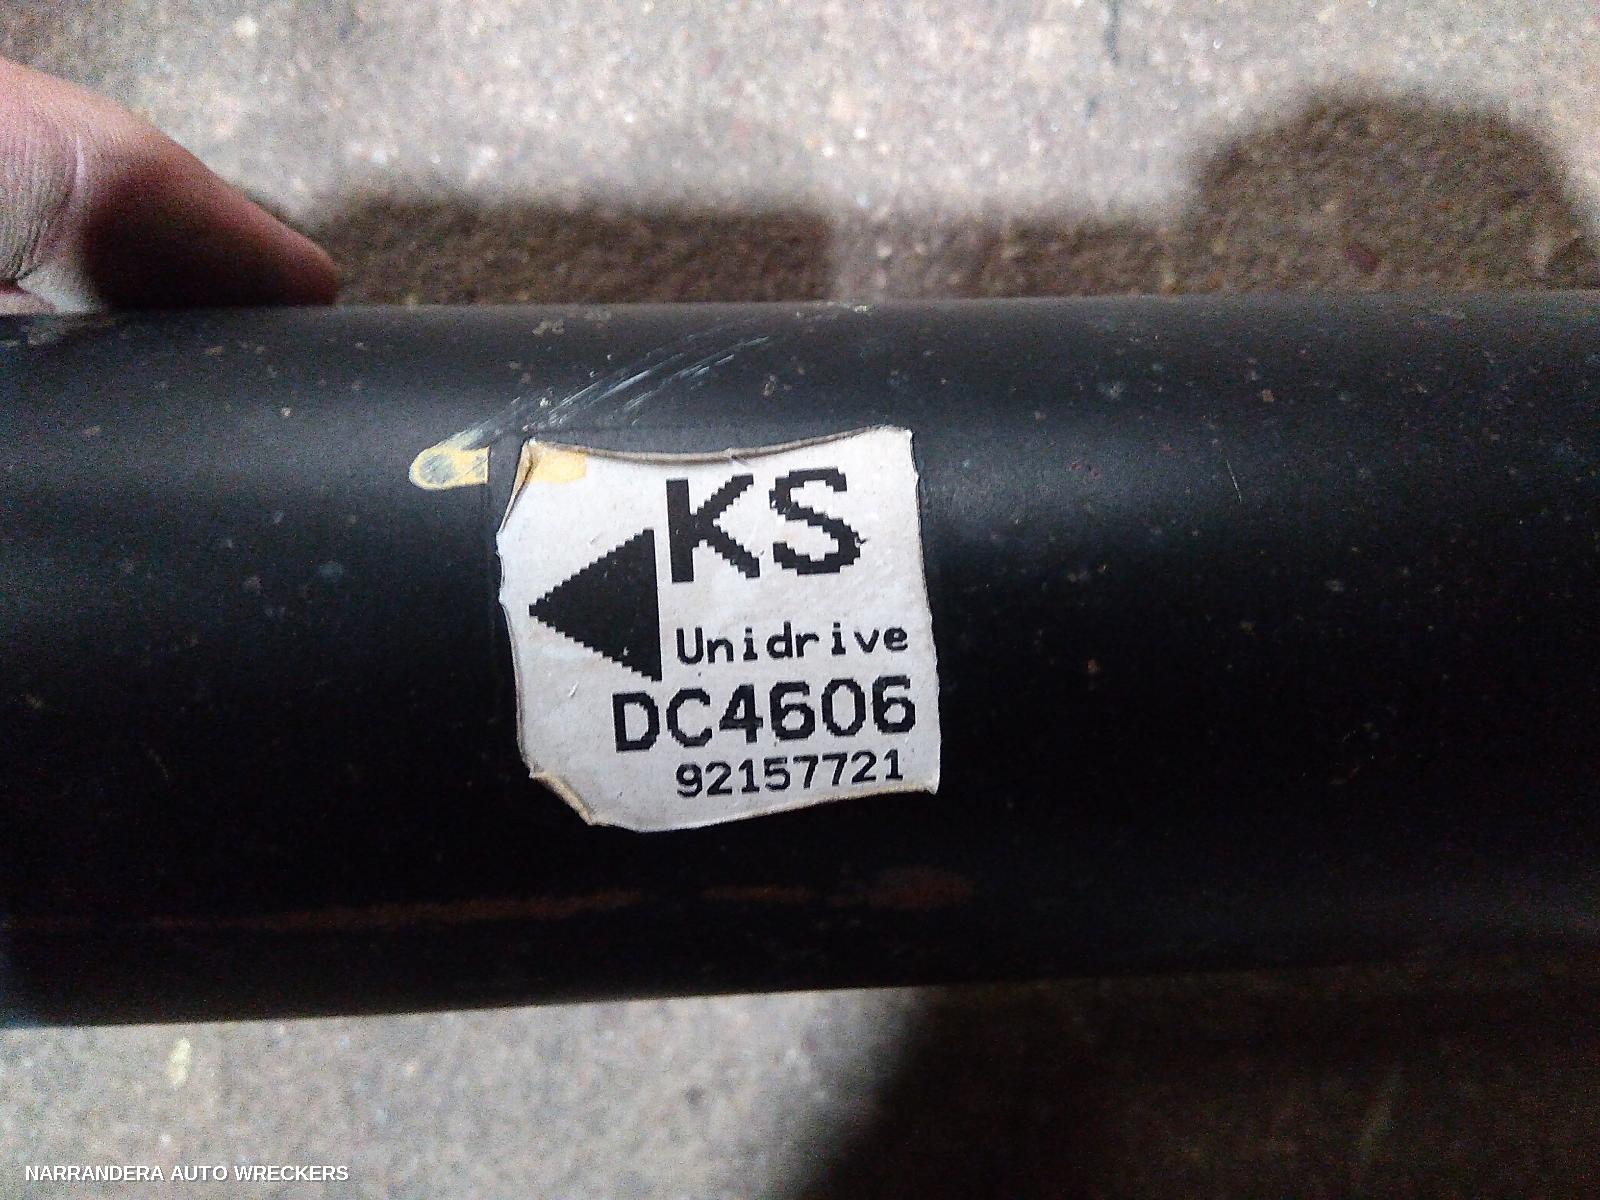 KS
Unidrive
DC4606
92157721
NARRANDERA AUTO WRECKERS